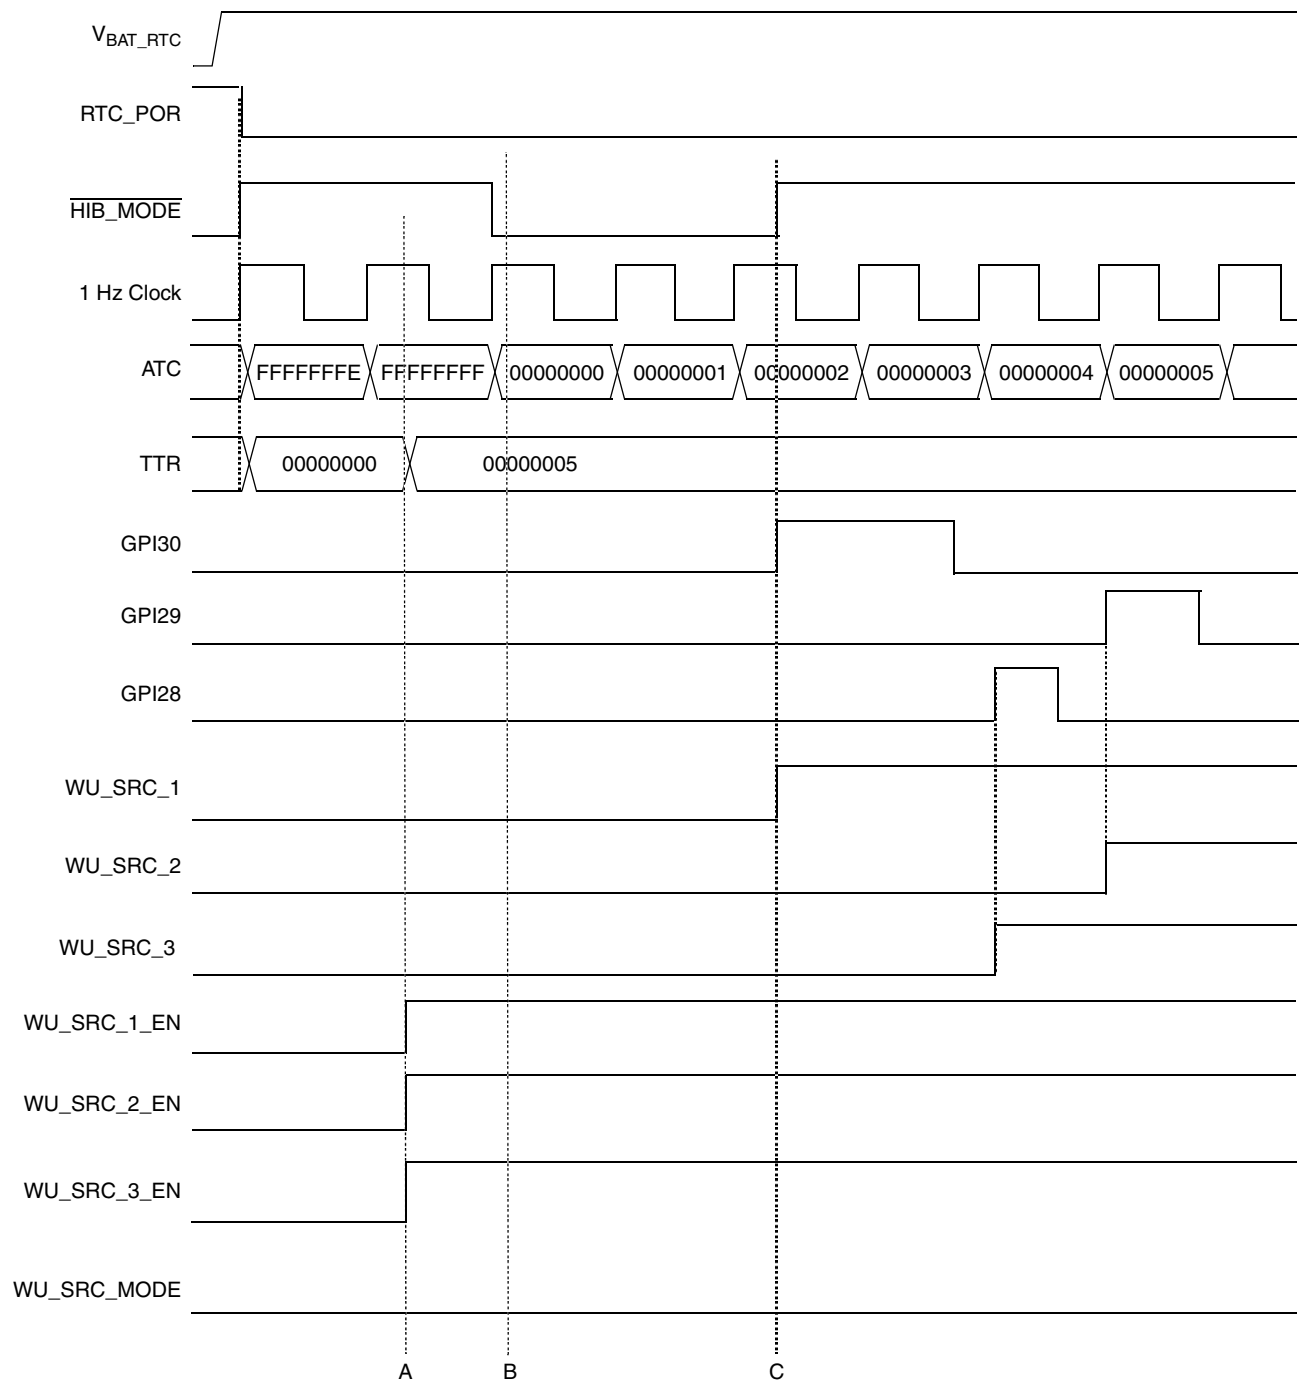 VBAT_RTC
RTC_POR
HIB_MODE
1 Hz Clock
ATC
FFFFFFFE FFFFFFFF 00000000 00000001 00000002 00000003 00000004 00000005
TTR
00000000 00000005
GPI30
GPI29
GPI28
WU_SRC_1
WU_SRC_2
WU_SRC_3
WU_SRC_1_EN
WU_SRC_2_EN
WU_SRC_3_EN
WU_SRC_MODE
A B C